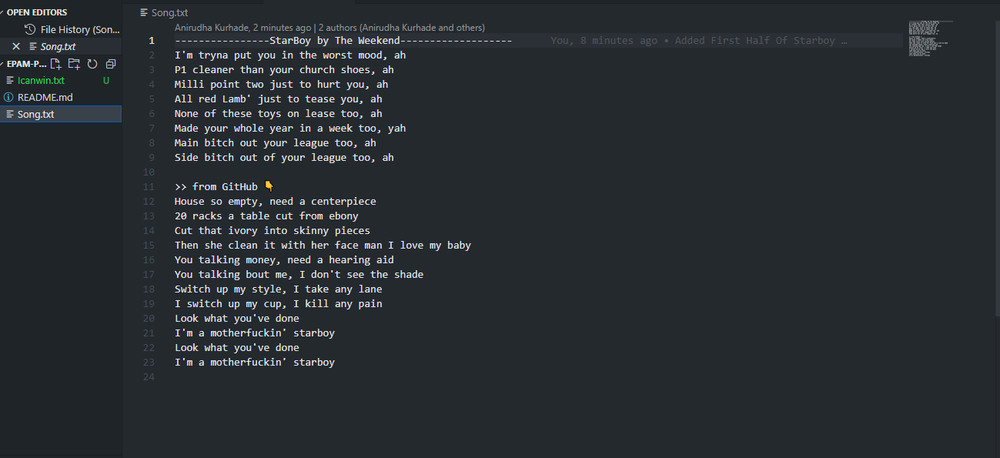 OPEN EDITORS
File History (Son...
Song.txt
EPAM-P...
Icanwin.txt U
README.md
Song.txt
Song.txt
Anirudha Kurhade, 2 minutes ago | 2 authors (Anirudha Kurhade and others)
1 ----------------StarBoy by The Weekend------------------- You, 8 minutes ago • Added First Half Of Starboy …
2 I'm tryna put you in the worst mood, ah
3 P1 cleaner than your church shoes, ah
4 Milli point two just to hurt you, ah
5 All red Lamb' just to tease you, ah
6 None of these toys on lease too, ah
7 Made your whole year in a week too, yah
8 Main bitch out your league too, ah
9 Side bitch out of your league too, ah
10
11 >> from GitHub 👇
12 House so empty, need a centerpiece
13 20 racks a table cut from ebony
14 Cut that ivory into skinny pieces
15 Then she clean it with her face man I love my baby
16 You talking money, need a hearing aid
17 You talking bout me, I don't see the shade
18 Switch up my style, I take any lane
19 I switch up my cup, I kill any pain
20 Look what you've done
21 I'm a motherfuckin' starboy
22 Look what you've done
23 I'm a motherfuckin' starboy
24